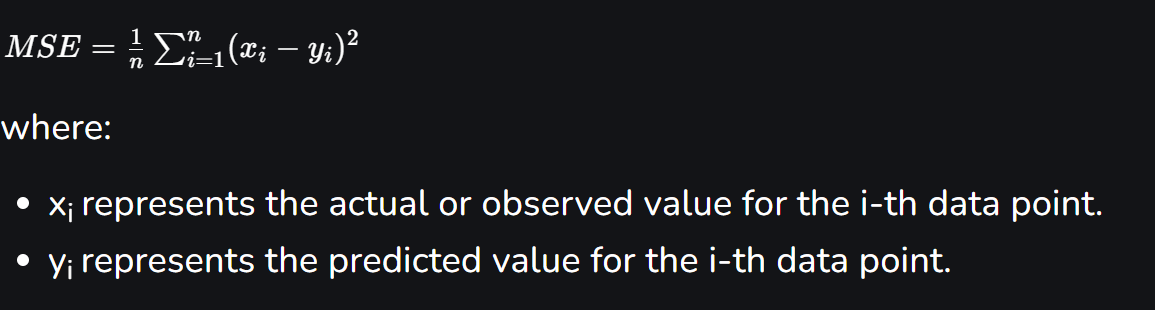 MSE = \frac{1}{n} \sum_{i=1}^{n} (x_i - y_i)^2
where:
• x_i represents the actual or observed value for the i-th data point.
• y_i represents the predicted value for the i-th data point.